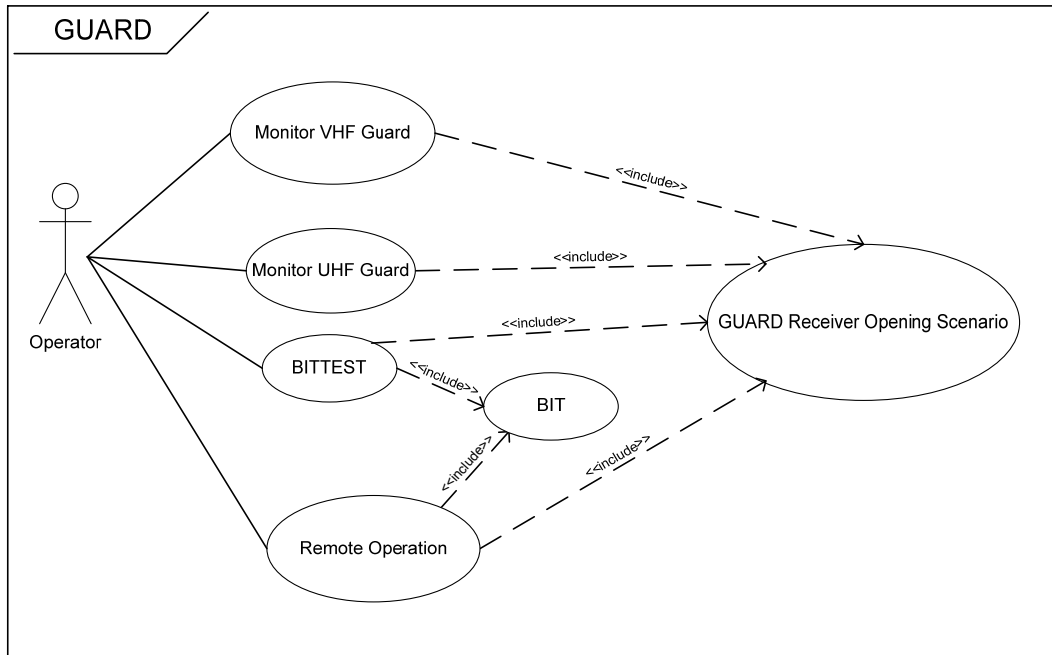 GUARD
Monitor VHF Guard
<<include>>
Monitor UHF Guard
<<include>>
GUARD Receiver Opening Scenario
<<include>>
Operator
BITTEST
<<include>>
BIT
<<include>>
<<include>>
Remote Operation